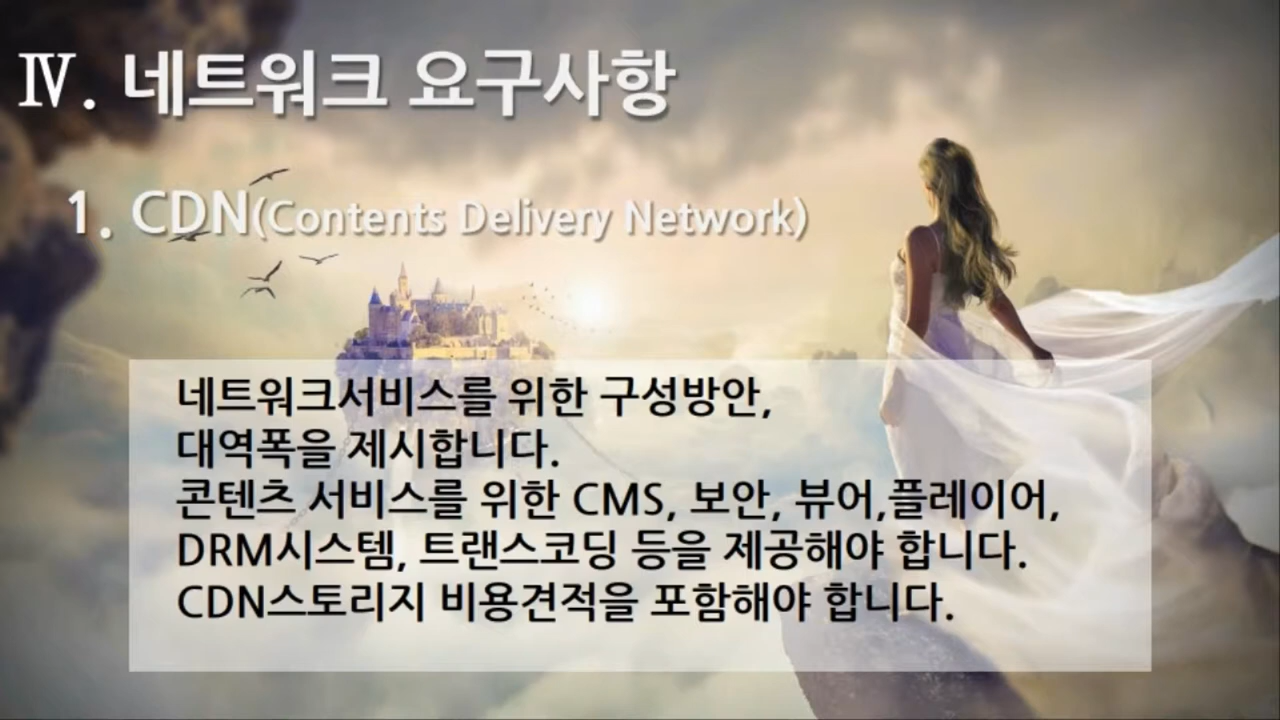 Ⅳ. 네트워크 요구사항
1. CDN(Contents Delivery Network)
네트워크서비스를 위한 구성방안,
대역폭을 제시합니다.
콘텐츠 서비스를 위한 CMS, 보안, 뷰어,플레이어,
DRM시스템, 트랜스코딩 등을 제공해야 합니다.
CDN스토리지 비용견적을 포함해야 합니다.